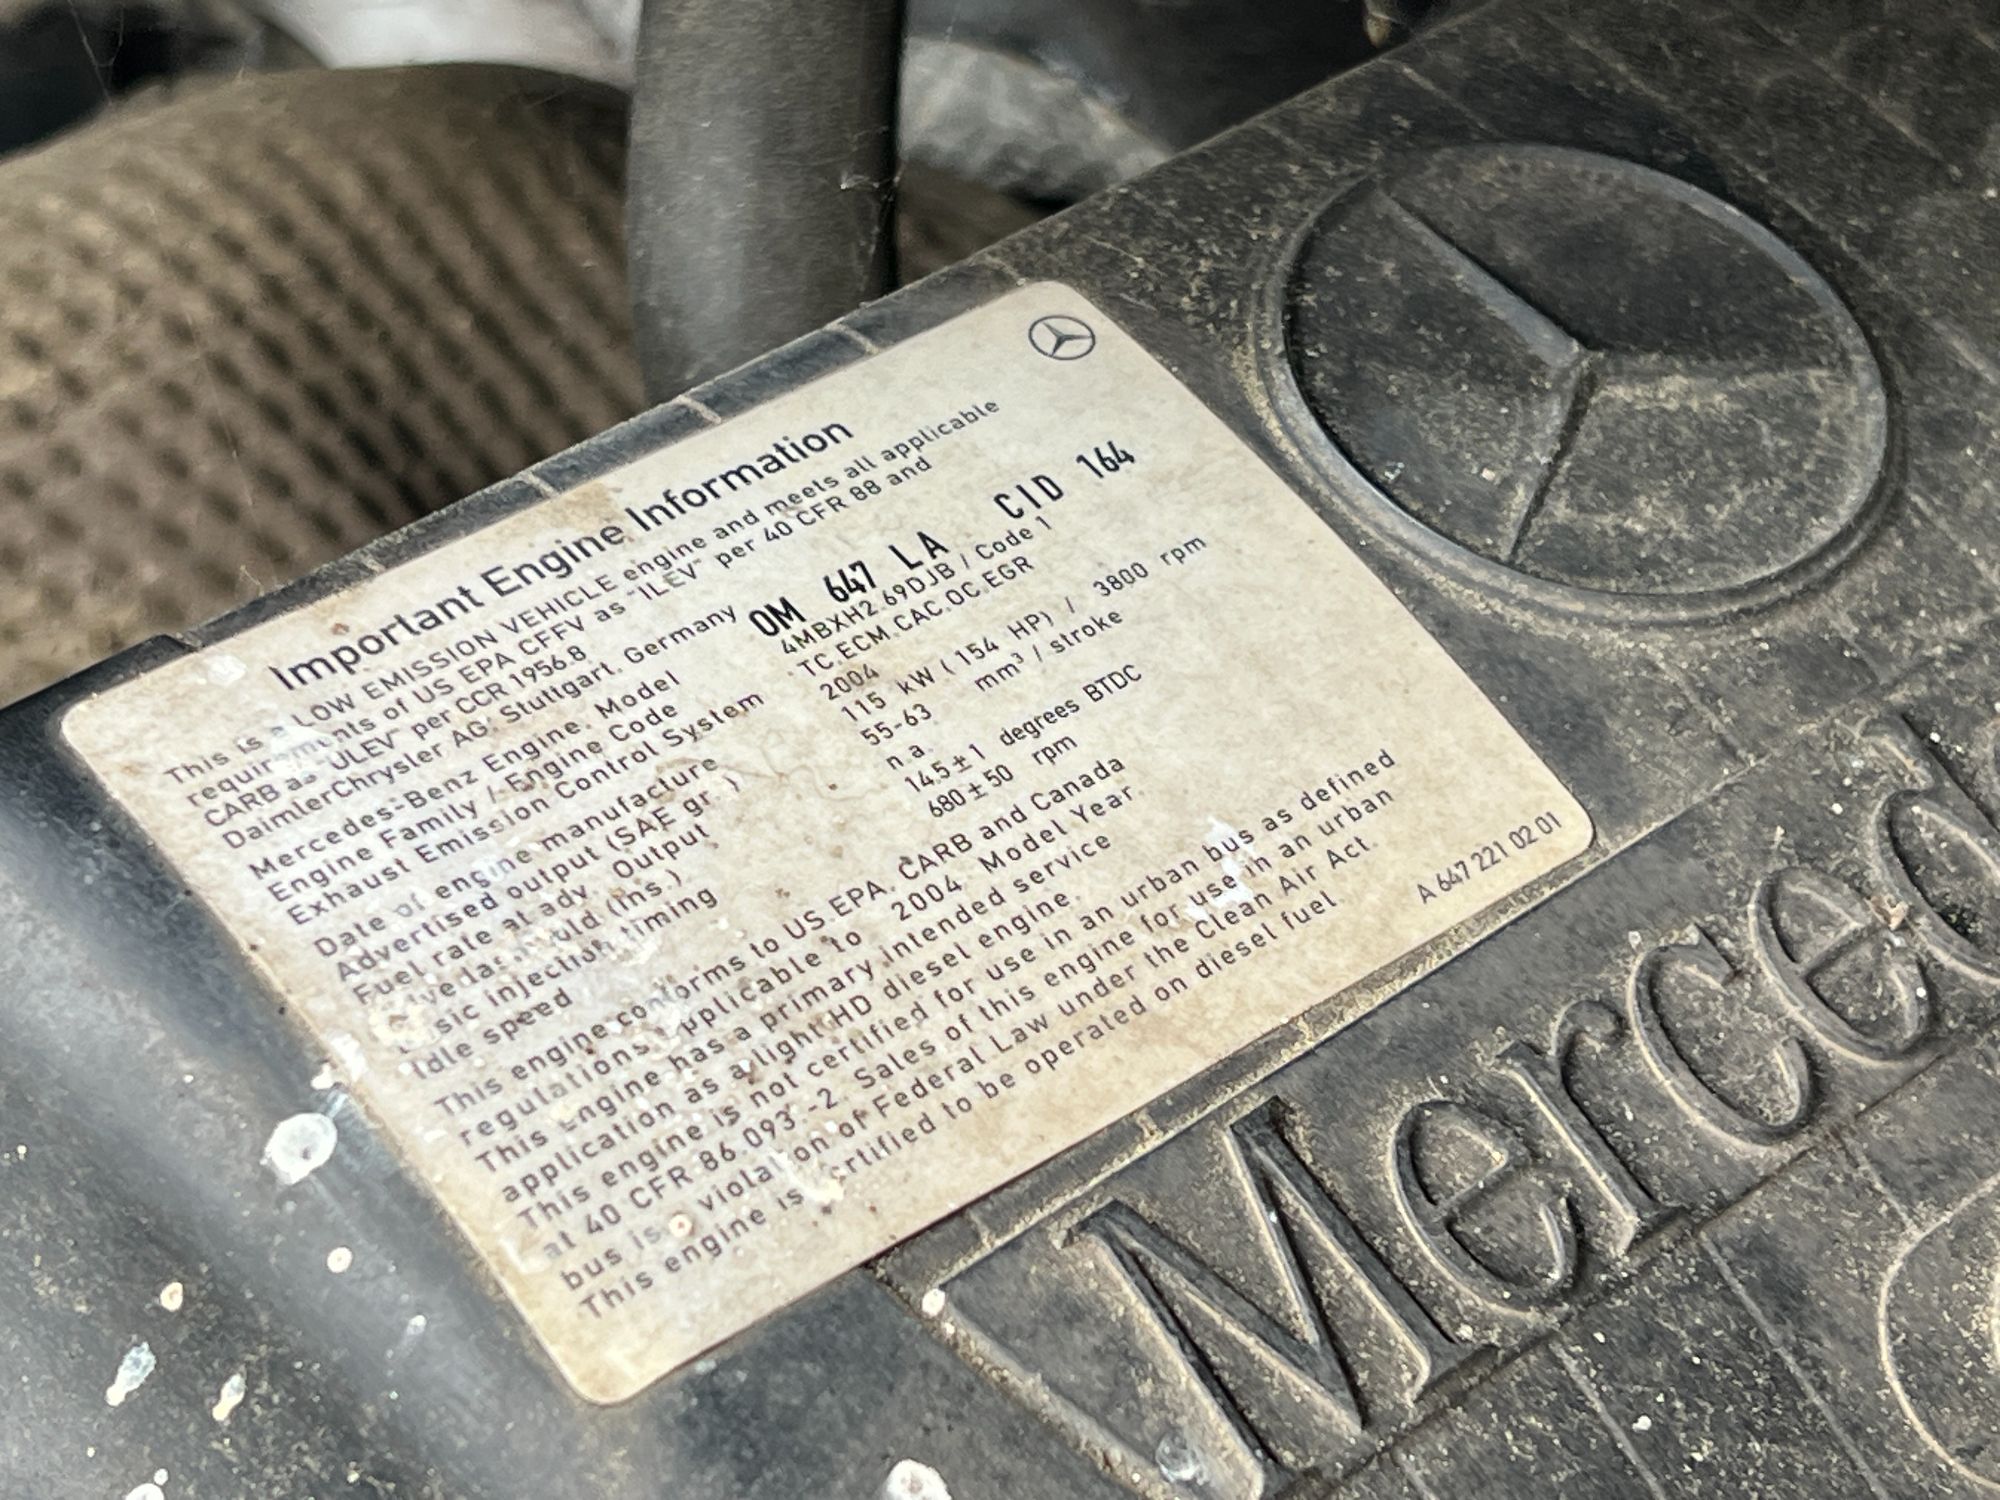 Important Engine Information
This is a LOW EMISSION VEHICLE engine and meets all applicable
requirements of US EPA CFFV as "ILEV" per 40 CFR 88 and
CARB as "ULEV" per CCR 1956.8
DaimlerChrysler AG, Stuttgart, Germany
Mercedes-Benz Engine, Model OM 647 LA CID 164
Engine Family / Engine Code 4MBXH2.69DJB / Code 1
Exhaust Emission Control System TC.ECM.CAC.OC.EGR
Date of engine manufacture 2004
Advertised output (SAE gr.) 115 kW (154 HP) / 3800 rpm
Fuel rate at adv. Output 55-63 mm³ / stroke
(Ins.) n.a.
Basic injection timing 14,5±1 degrees BTDC
Idle speed 680±50 rpm
This engine conforms to US EPA, CARB and Canada
regulations applicable to 2004 Model Year.
This Engine has a primary intended service
application as a light HD diesel engine.
This engine is not certified for use in an urban bus as defined
at 40 CFR 86.093-2. Sales of this engine for use in an urban
bus is a violation of Federal Law under the Clean Air Act.
This engine is certified to be operated on diesel fuel.
A 647 221 02 01
Merced